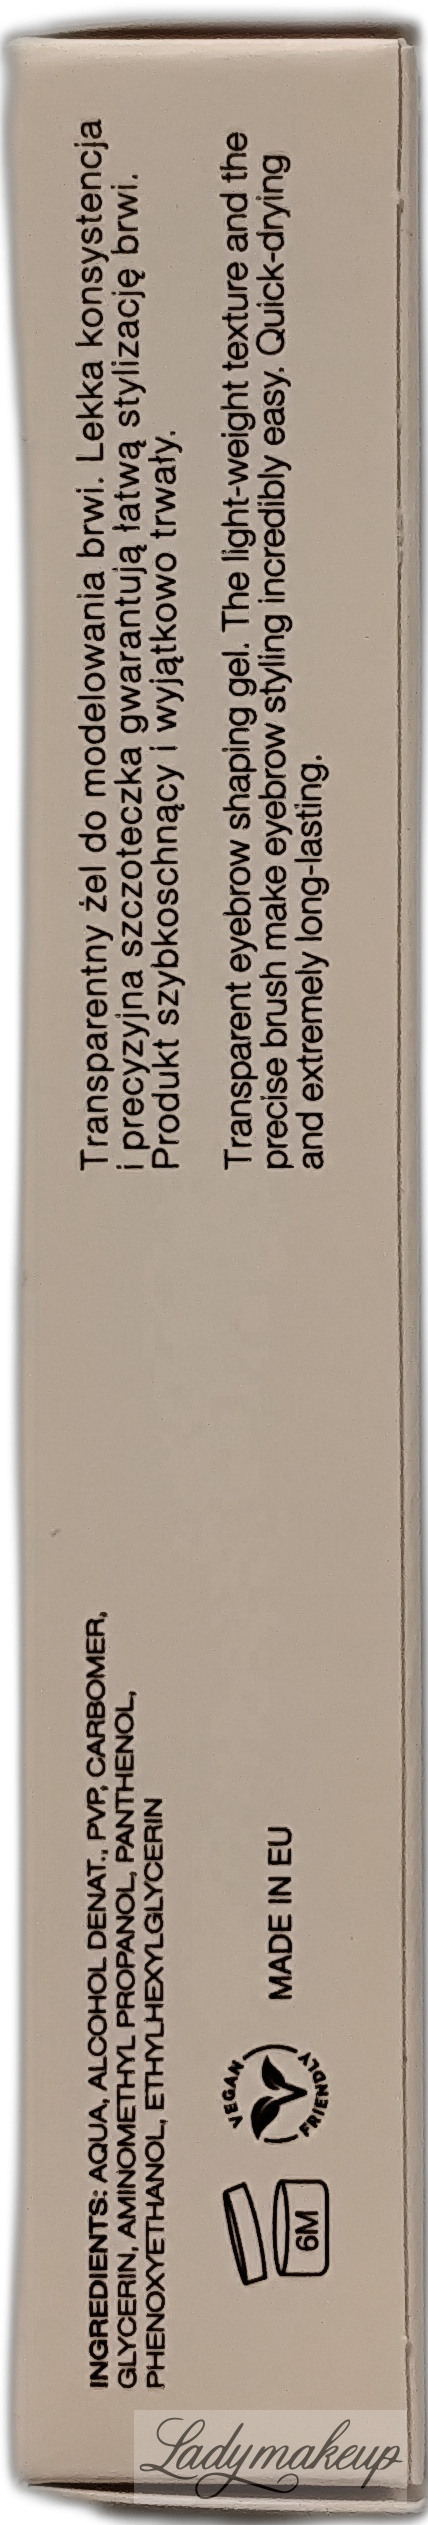 Transparentny żel do modelowania brwi. Lekka konsystencja
i precyzyjna szczoteczka gwarantują łatwą stylizację brwi.
Produkt szybkoschnący i wyjątkowo trwały.
Transparent eyebrow shaping gel. The light-weight texture and the
precise brush make eyebrow styling incredibly easy. Quick-drying
and extremely long-lasting.
INGREDIENTS: AQUA, ALCOHOL DENAT., PVP, CARBOMER,
GLYCERIN, AMINOMETHYL PROPANOL, PANTHENOL,
PHENOXYETHANOL, ETHYLHEXYLGLYCERIN
6M
VEGAN
FRIENDLY
MADE IN EU
Ladymakeup